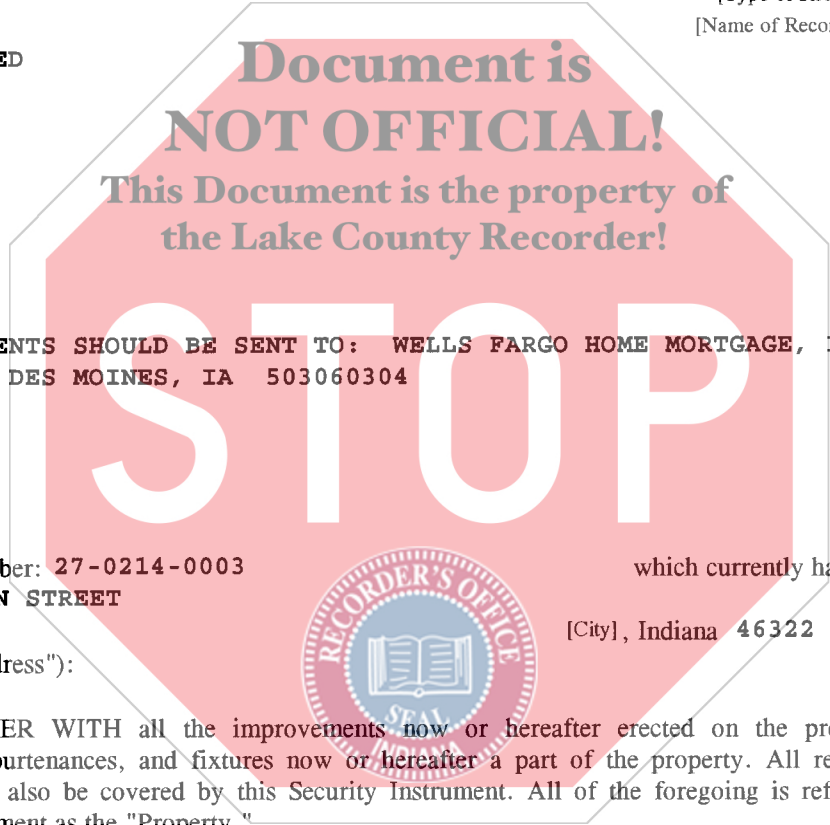 [Name of Recor
ED
Document is
NOT OFFICIAL!
This Document is the property of
the Lake County Recorder!
STOP
ENTS SHOULD BE SENT TO: WELLS FARGO HOME MORTGAGE, I
DES MOINES, IA 503060304
ber: 27-0214-0003 which currently ha
N STREET
[City], Indiana 46322
dress"):
RECORDER'S OFFICE
SEAL
INDIANA
ER WITH all the improvements now or hereafter erected on the pro
ourtenances, and fixtures now or hereafter a part of the property. All re
also be covered by this Security Instrument. All of the foregoing is ref
ment as the "Property."